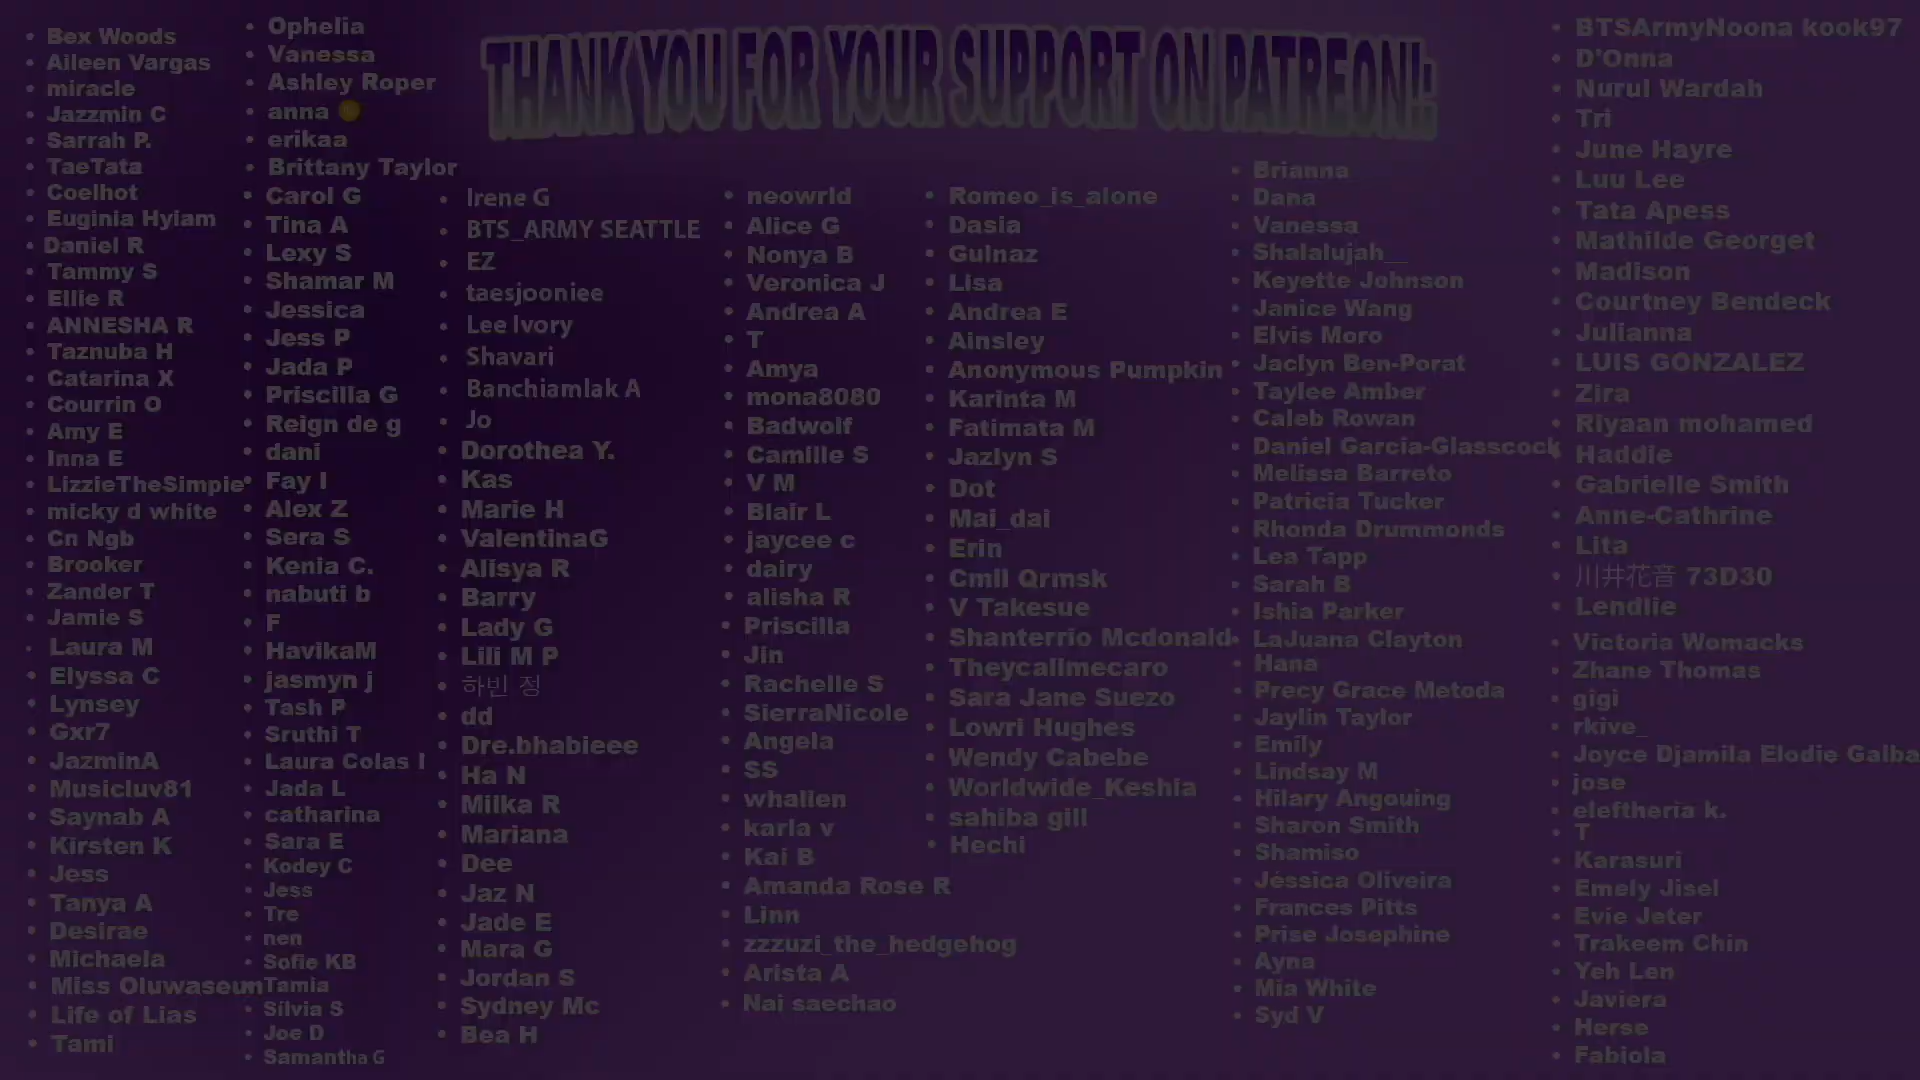 THANK YOU FOR YOUR SUPPORT ON PATREON!:
Bex Woods
Aileen Vargas
miracle
Jazzmin C
Sarrah P.
TaeTata
Coelhot
Euginia Hylam
Daniel R
Tammy S
Ellie R
ANNESHA R
Taznuba H
Catarina X
Courrin O
Amy E
Inna E
LizzieTheSimpie
micky d white
Cn Ngb
Brooker
Zander T
Jamie S
Laura M
Elyssa C
Lynsey
Gxr7
JazminA
Musicluv81
Saynab A
Kirsten K
Jess
Tanya A
Desirae
Michaela
Miss Oluwaseun
Life of Lias
Tami
Ophelia
Vanessa
Ashley Roper
anna
erikaa
Brittany Taylor
Carol G
Tina A
Lexy S
Shamar M
Jessica
Jess P
Jada P
Priscilla G
Reign de g
dani
Fay I
Alex Z
Sera S
Kenia C.
nabuti b
F
HavikaM
jasmyn j
Tash P
Sruthi T
Laura Colas I
Jada L
catharina
Sara E
Kodey C
Jess
Tre
nen
Sofie KB
Tamia
Silvia S
Joe D
Samantha G
Irene G
BTS_ARMY SEATTLE
EZ
taesjooniee
Lee Ivory
Shavari
Banchiamlak A
Jo
Dorothea Y.
Kas
Marie H
ValentinaG
Alisya R
Barry
Lady G
Lili M P
하빈 정
dd
Dre.bhabieee
Ha N
Milka R
Mariana
Dee
Jaz N
Jade E
Mara G
Jordan S
Sydney Mc
Bea H
neowrld
Alice G
Nonya B
Veronica J
Andrea A
T
Amya
mona8080
Badwolf
Camille S
V M
Blair L
jaycee c
dairy
alisha R
Priscilla
Jin
Rachelle S
SierraNicole
Angela
SS
whalien
karla v
Kai B
Amanda Rose R
Linn
zzzuzi_the_hedgehog
Arista A
Nai saechao
Romeo_is_alone
Dasia
Gulnaz
Lisa
Andrea E
Ainsley
Anonymous Pumpkin
Karinta M
Fatimata M
Jazlyn S
Dot
Mai_dai
Erin
Cmll Qrmsk
V Takesue
Shanterrio Mcdonald
Theycallmecaro
Sara Jane Suezo
Lowri Hughes
Wendy Cabebe
Worldwide_Keshia
sahiba gill
Hechi
Brianna
Dana
Vanessa
Shalalujah__
Keyette Johnson
Janice Wang
Elvis Moro
Jaclyn Ben-Porat
Taylee Amber
Caleb Rowan
Daniel Garcia-Glasscock
Melissa Barreto
Patricia Tucker
Rhonda Drummonds
Lea Tapp
Sarah B
Ishia Parker
LaJuana Clayton
Hana
Precy Grace Metoda
Jaylin Taylor
Emily
Lindsay M
Hilary Angouing
Sharon Smith
Shamiso
Jéssica Oliveira
Frances Pitts
Prise Josephine
Ayna
Mia White
Syd V
BTSArmyNoona kook97
D'Onna
Nurul Wardah
Tri
June Hayre
Luu Lee
Tata Apess
Mathilde Georget
Madison
Courtney Bendeck
Julianna
LUIS GONZALEZ
Zira
Riyaan mohamed
Haddie
Gabrielle Smith
Anne-Cathrine
Lita
川井花音 73D30
Lendlie
Victoria Womacks
Zhane Thomas
gigi
rkive_
Joyce Djamila Elodie Galba
jose
eleftheria k.
T
Karasuri
Emely Jisel
Evie Jeter
Trakeem Chin
Yeh Len
Javiera
Herse
Fabiola